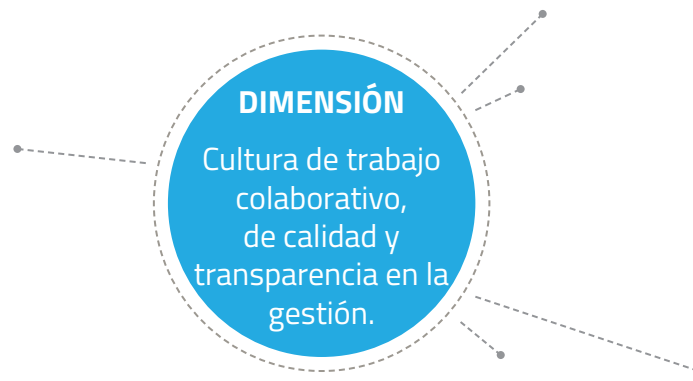 DIMENSIÓN
Cultura de trabajo
colaborativo,
de calidad y
transparencia en la
gestión.